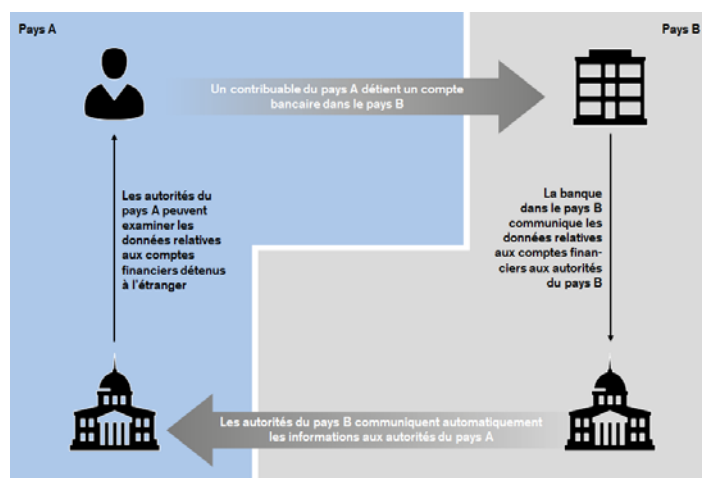 Pays A
Pays B
Un contribuable du pays A détient un compte
bancaire dans le pays B
Les autorités du
pays A peuvent
examiner les
données relatives
aux comptes
financiers détenus
à l'étranger
La banque
dans le pays B
communique les
données relatives
aux comptes finan-
ciers aux autorités
du pays B
Les autorités du pays B communiquent automatiquement
les informations aux autorités du pays A